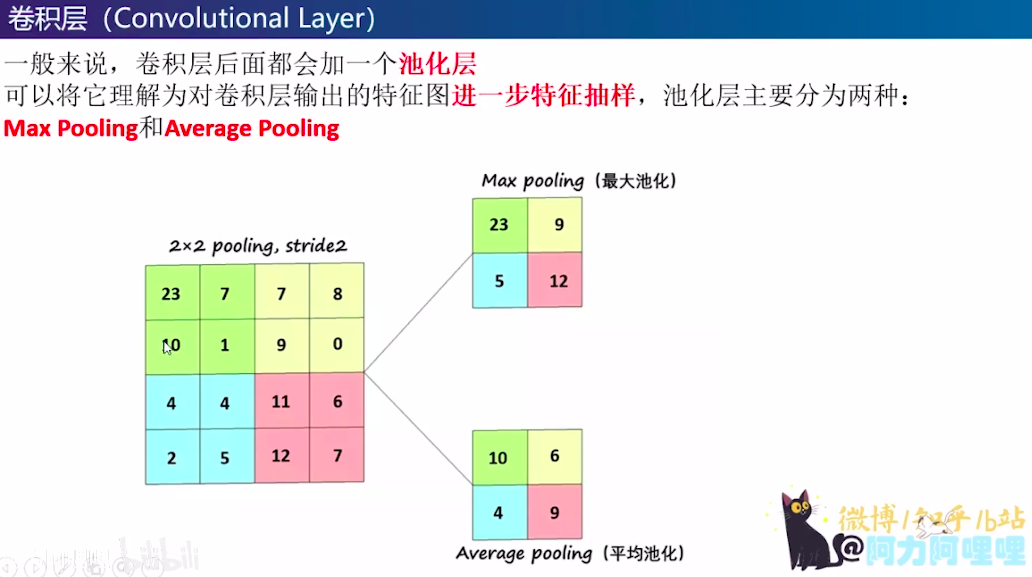 卷积层（Convolutional Layer）
一般来说，卷积层后面都会加一个池化层
可以将它理解为对卷积层输出的特征图进一步特征抽样，池化层主要分为两种：
Max Pooling和Average Pooling
Max pooling（最大池化）
23 9
5 12
2×2 pooling, stride2
23 7 7 8
10 1 9 0
4 4 11 6
2 5 12 7
10 6
4 9
Average pooling（平均池化）
微博/知乎/b站
@阿力阿哩哩
bilibili